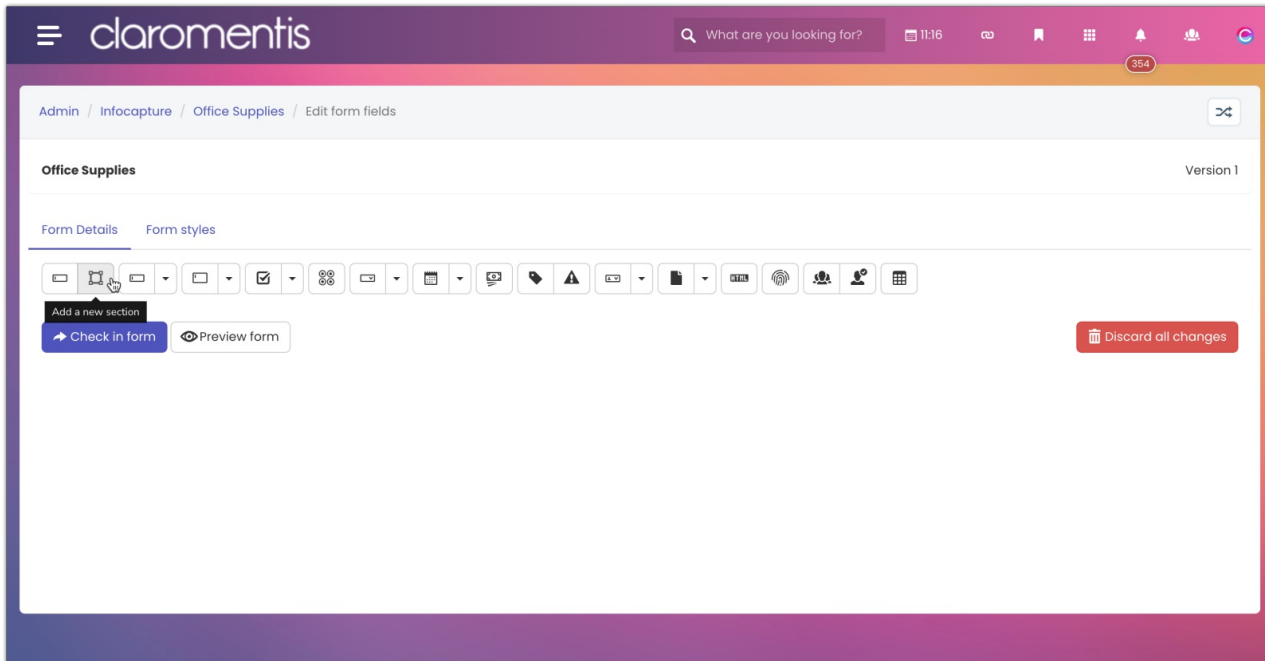 claromentis
What are you looking for?
11:16
354
Admin / Infocapture / Office Supplies / Edit form fields
Office Supplies
Version 1
Form Details
Form styles
HTML
Add a new section
Check in form
Preview form
Discard all changes